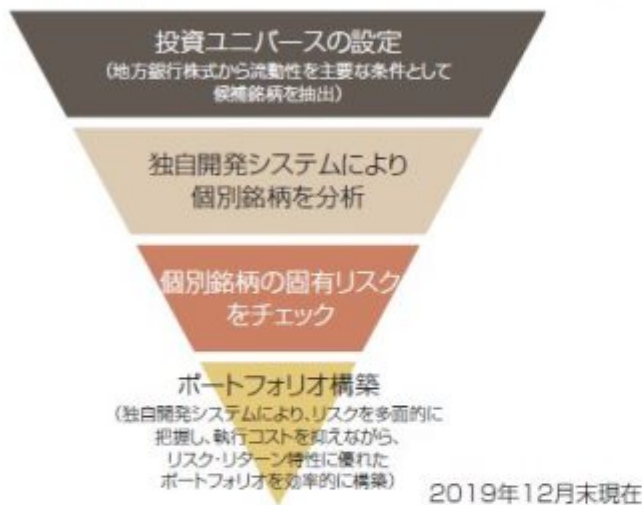 投資ユニバースの設定
(地方銀行株式から流動性を主要な条件として
候補銘柄を抽出)
独自開発システムにより
個別銘柄を分析
個別銘柄の固有リスク
をチェック
ポートフォリオ構築
(独自開発システムにより、リスクを多面的に
把握し、執行コストを抑えながら、
リスク・リターン特性に優れた
ポートフォリオを効率的に構築)
2019年12月末現在